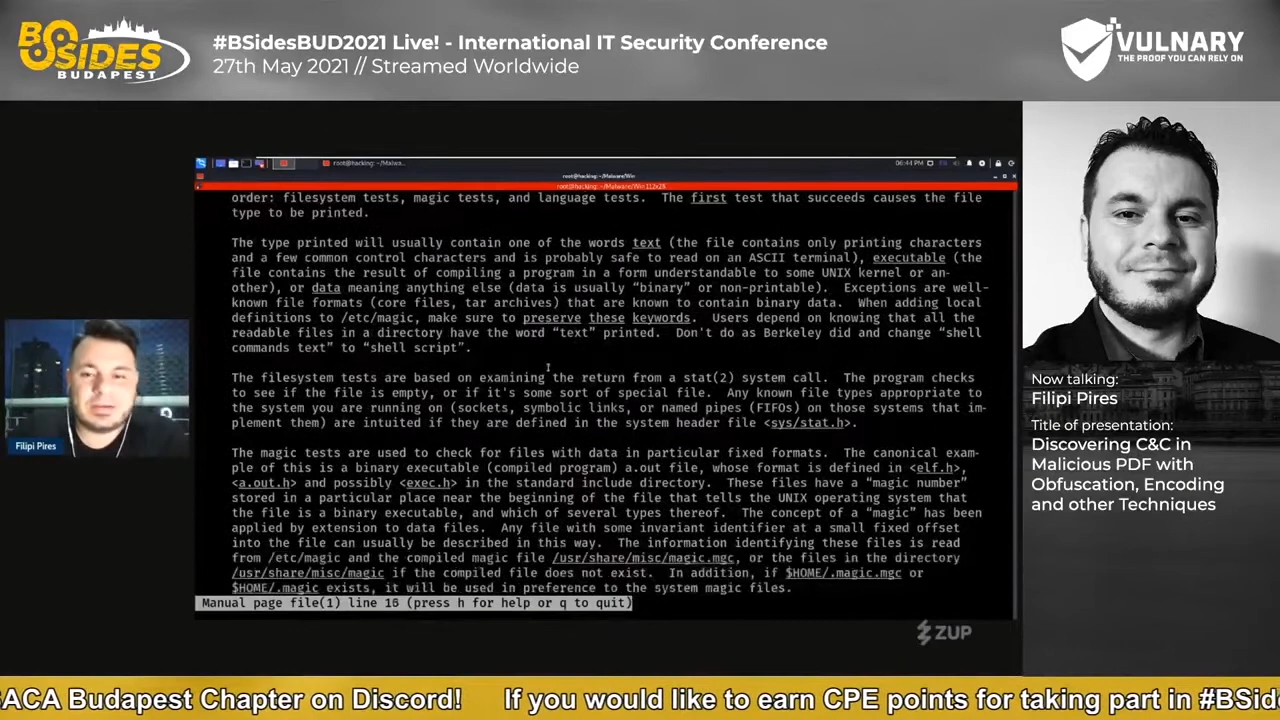 BSIDES
BUDAPEST
#BSidesBUD2021 Live! - International IT Security Conference
27th May 2021 // Streamed Worldwide
VULNARY
THE PROOF YOU CAN RELY ON
root@hacking: ~/Malwa...
06:44 PM
root@hacking: ~/Malware/Win
root@hacking: ~/Malware/Win 112x26
order: filesystem tests, magic tests, and language tests.  The first test that succeeds causes the file
type to be printed.
The type printed will usually contain one of the words text (the file contains only printing characters
and a few common control characters and is probably safe to read on an ASCII terminal), executable (the
file contains the result of compiling a program in a form understandable to some UNIX kernel or an-
other), or data meaning anything else (data is usually “binary” or non-printable).  Exceptions are well-
known file formats (core files, tar archives) that are known to contain binary data.  When adding local
definitions to /etc/magic, make sure to preserve these keywords.  Users depend on knowing that all the
readable files in a directory have the word “text” printed.  Don't do as Berkeley did and change “shell
commands text” to “shell script”.
The filesystem tests are based on examining the return from a stat(2) system call.  The program checks
to see if the file is empty, or if it's some sort of special file.  Any known file types appropriate to
the system you are running on (sockets, symbolic links, or named pipes (FIFOs) on those systems that im-
plement them) are intuited if they are defined in the system header file <sys/stat.h>.
The magic tests are used to check for files with data in particular fixed formats.  The canonical exam-
ple of this is a binary executable (compiled program) a.out file, whose format is defined in <elf.h>,
<a.out.h> and possibly <exec.h> in the standard include directory.  These files have a “magic number”
stored in a particular place near the beginning of the file that tells the UNIX operating system that
the file is a binary executable, and which of several types thereof.  The concept of a “magic” has been
applied by extension to data files.  Any file with some invariant identifier at a small fixed offset
into the file can usually be described in this way.  The information identifying these files is read
from /etc/magic and the compiled magic file /usr/share/misc/magic.mgc, or the files in the directory
/usr/share/misc/magic if the compiled file does not exist.  In addition, if $HOME/.magic.mgc or
$HOME/.magic exists, it will be used in preference to the system magic files.
Manual page file(1) line 16 (press h for help or q to quit)
Filipi Pires
ZUP
Now talking:
Filipi Pires
Title of presentation:
Discovering C&C in
Malicious PDF with
Obfuscation, Encoding
and other Techniques
SACA Budapest Chapter on Discord! If you would like to earn CPE points for taking part in #BSide